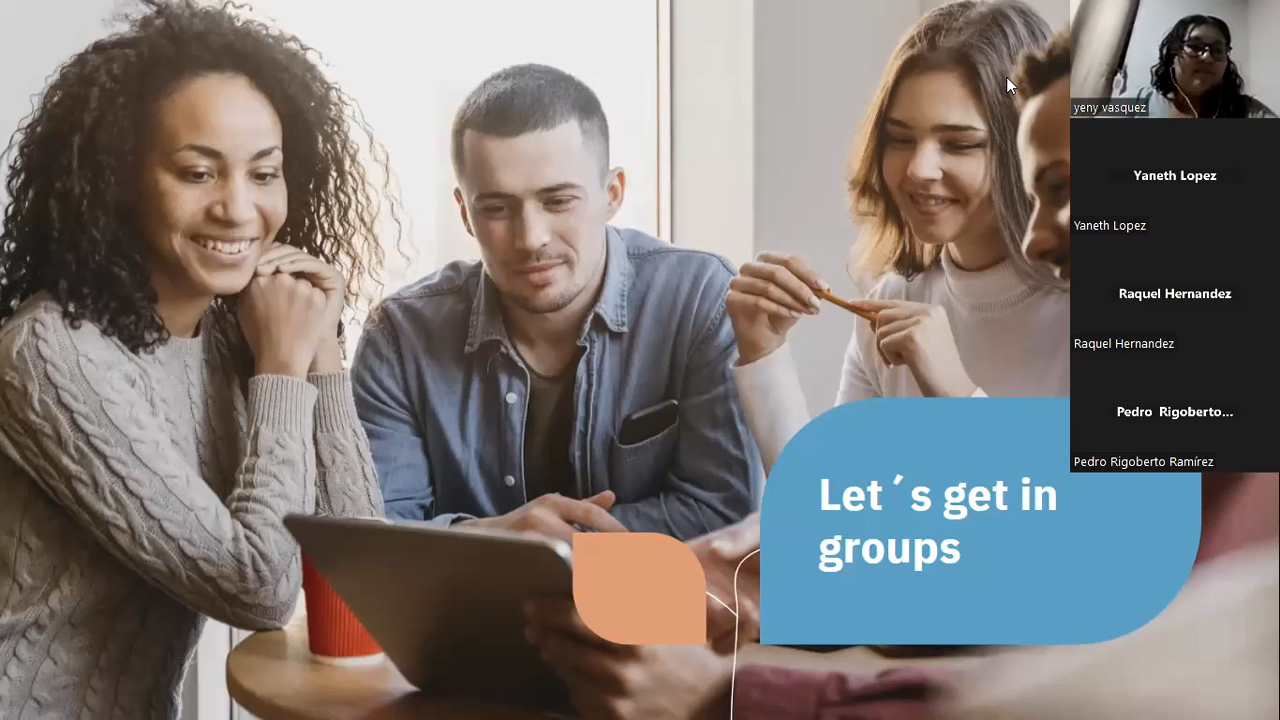 yeny vasquez
Yaneth Lopez
Yaneth Lopez
Raquel Hernandez
Raquel Hernandez
Pedro Rigoberto...
Pedro Rigoberto Ramírez
Let´s get in
groups